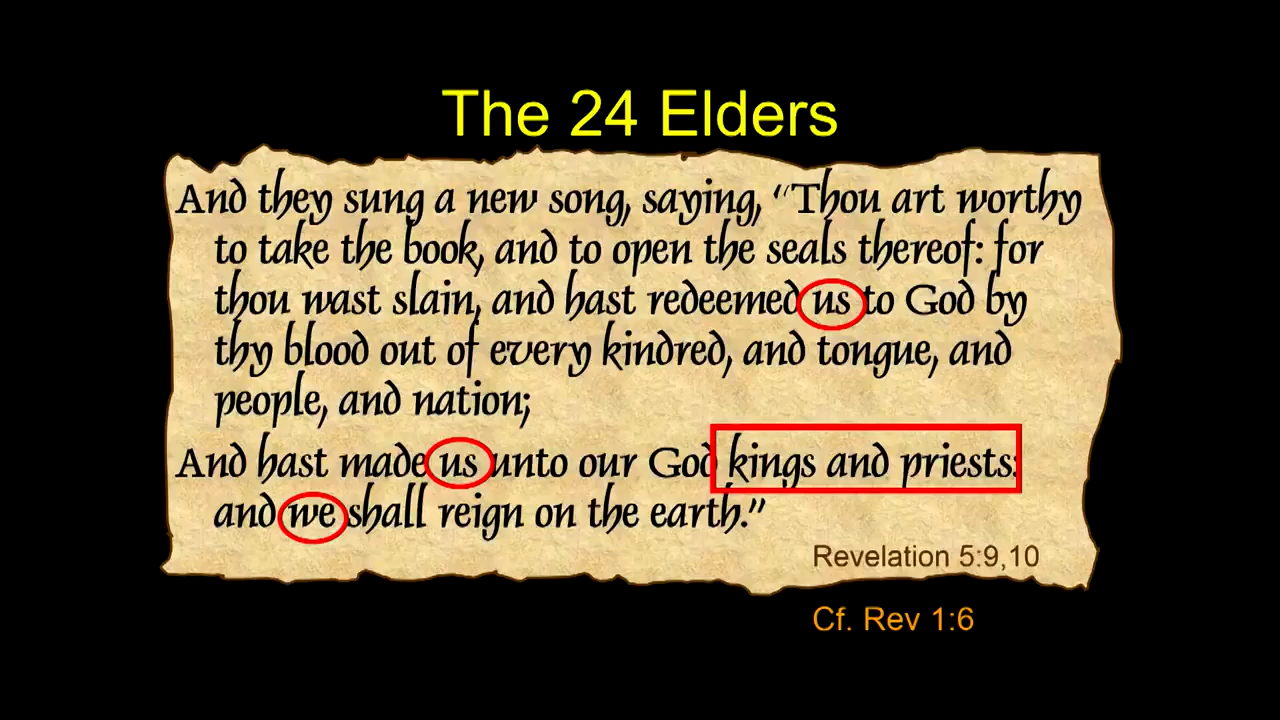 The 24 Elders
And they sung a new song, saying, “Thou art worthy
to take the book, and to open the seals thereof: for
thou wast slain, and hast redeemed us to God by
thy blood out of every kindred, and tongue, and
people, and nation;
And hast made us unto our God kings and priests:
and we shall reign on the earth.”
Revelation 5:9,10
Cf. Rev 1:6